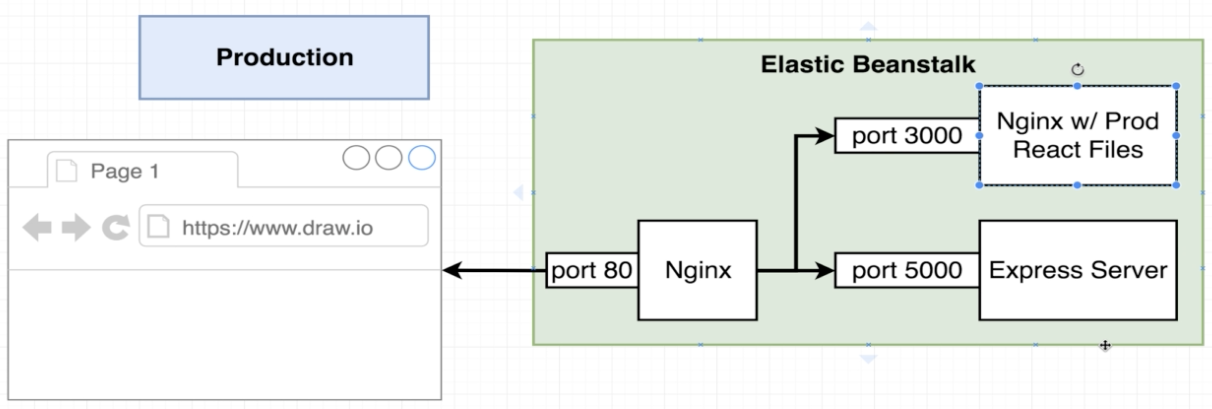 Production
Elastic Beanstalk
Page 1
https://www.draw.io
port 80
Nginx
port 3000
Nginx w/ Prod
React Files
port 5000
Express Server